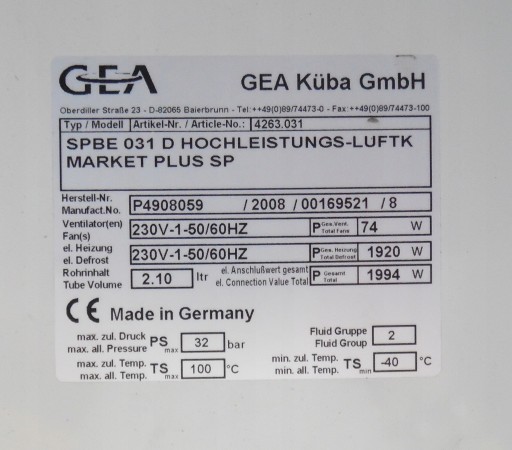 GEA GEA Küba GmbH
Oberdiller Straße 23 - D-82065 Baierbrunn - Tel:++49(0)89/74473-0 - Fax:++49(0)89/74473-100
Typ / Modell Artikel-Nr. / Article-No.: 4263.031
SPBE 031 D HOCHLEISTUNGS-LUFTK
MARKET PLUS SP
Herstell-Nr.
Manufact.No. P4908059 / 2008 / 00169521 / 8
Ventilator(en) Fan(s) 230V-1-50/60HZ P Ges. Vent. Total Fans 74 W
el. Heizung el. Defrost 230V-1-50/60HZ P Ges. Heizung Total Defrost 1920 W
Rohrinhalt Tube Volume 2.10 ltr el. Anschlußwert gesamt el. Connection Value Total P Gesamt Total 1994 W
CE Made in Germany
max. zul. Druck max. all. Pressure PS max 32 bar Fluid Gruppe Fluid Group 2
max. zul. Temp. max. all. Temp. TS max 100 °C min. zul. Temp. min. all. Temp. TS min -40 °C